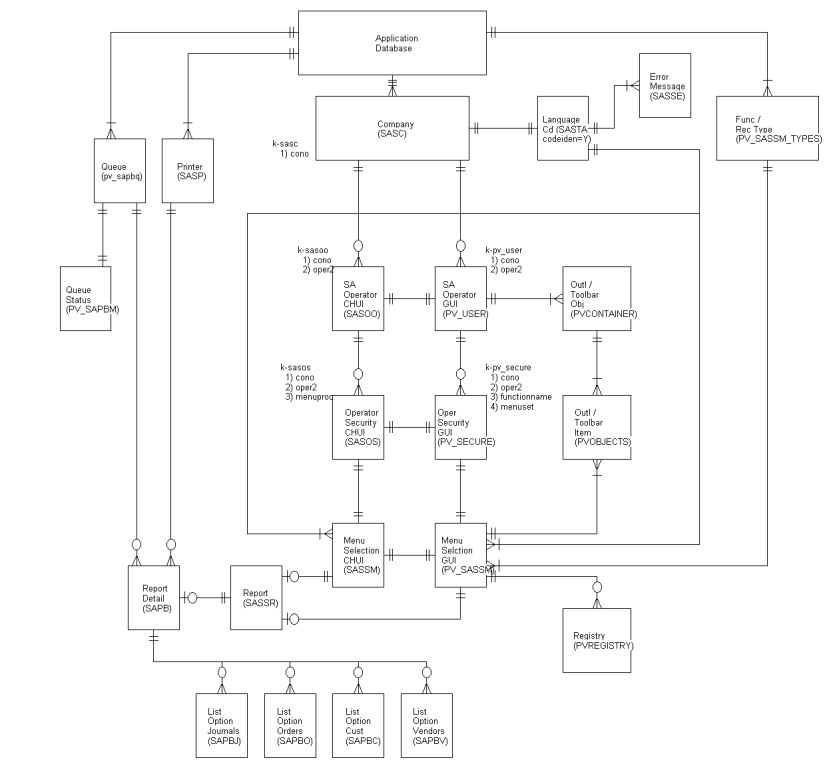 Application
Database
Error
Message
(SASSE)
Company
(SASC)
Language
Cd (SASTA
codeiden=Y)
Func /
Rec Type
(PV_SASSM_TYPES)
k-sasc
1) cono
Queue
(pv_sapbq)
Printer
(SASP)
k-sasoo
1) cono
2) oper2
k-pv_user
1) cono
2) oper2
Queue
Status
(PV_SAPBM)
SA
Operator
CHUI
(SASOO)
SA
Operator
GUI
(PV_USER)
Outl /
Toolbar
Obj
(PVCONTAINER)
k-sasos
1) cono
2) oper2
3) menuproc
k-pv_secure
1) cono
2) oper2
3) functionname
4) menuset
Operator
Security
CHUI
(SASOS)
Oper
Security
GUI
(PV_SECURE)
Outl /
Toolbar
Item
(PVOBJECTS)
Menu
Selection
CHUI
(SASSM)
Menu
Selction
GUI
(PV_SASSM)
Report
Detail
(SAPB)
Report
(SASSR)
Registry
(PVREGISTRY)
List
Option
Journals
(SAPBJ)
List
Option
Orders
(SAPBO)
List
Option
Cust
(SAPBC)
List
Option
Vendors
(SAPBV)